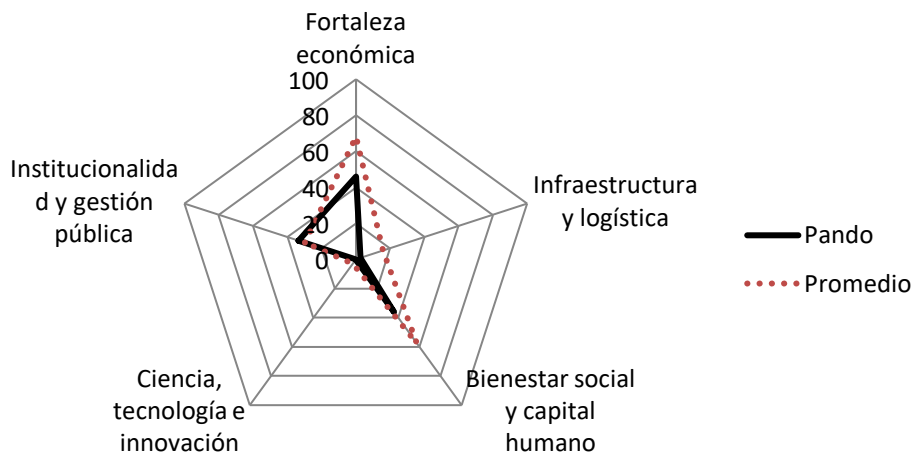 Fortaleza
económica
100
80
60
40
20
0
Infraestructura
y logística
Bienestar social
y capital
humano
Ciencia,
tecnología e
innovación
Institucionalida
d y gestión
pública
Pando
Promedio